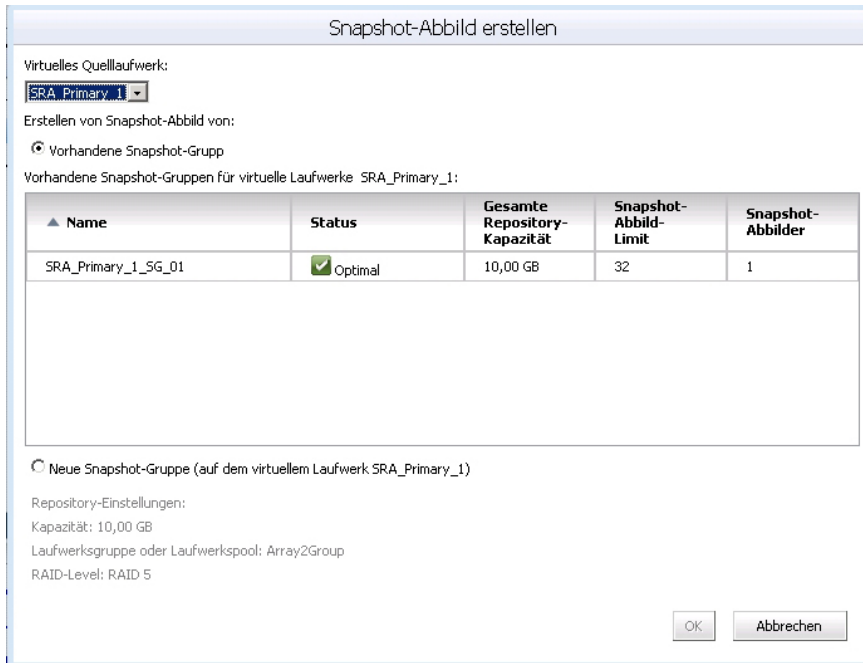 Snapshot-Abbild erstellen
Virtuelles Quelllaufwerk:
SRA_Primary_1
Erstellen von Snapshot-Abbild von:
Vorhandene Snapshot-Grupp
Vorhandene Snapshot-Gruppen für virtuelle Laufwerke SRA_Primary_1:
Name Status Gesamte Repository-Kapazität Snapshot-Abbild-Limit Snapshot-Abbilder
SRA_Primary_1_SG_01 Optimal 10,00 GB 32 1
Neue Snapshot-Gruppe (auf dem virtuellem Laufwerk SRA_Primary_1)
Repository-Einstellungen:
Kapazität: 10,00 GB
Laufwerksgruppe oder Laufwerkspool: Array2Group
RAID-Level: RAID 5
OK Abbrechen